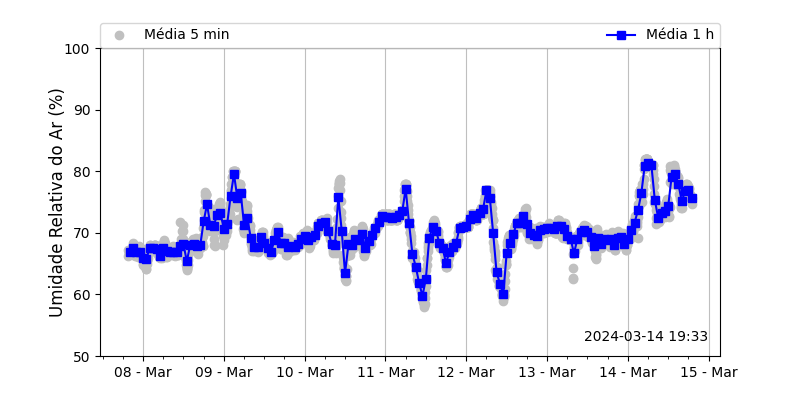 Média 5 min
Média 1 h
Umidade Relativa do Ar (%)
100
90
80
70
60
50
2024-03-14 19:33
08 - Mar
09 - Mar
10 - Mar
11 - Mar
12 - Mar
13 - Mar
14 - Mar
15 - Mar